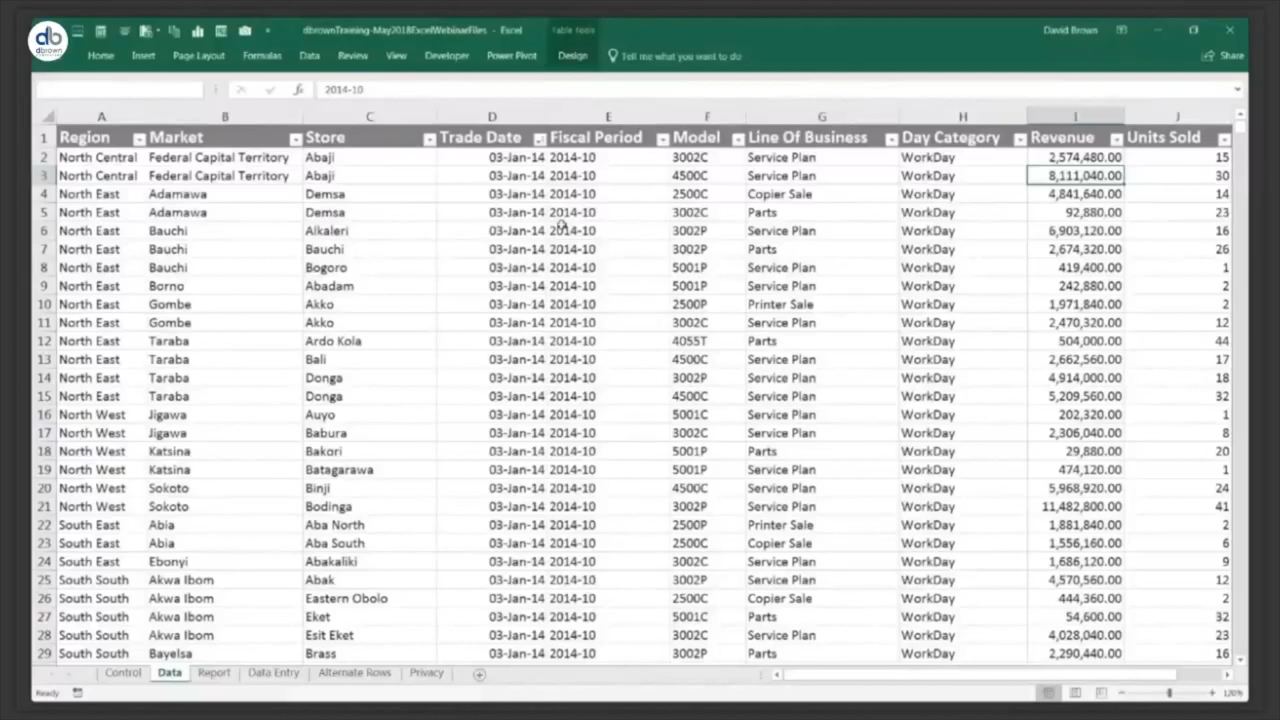 db
dbrown
dbrownTraining-May2018ExcelWebinarFiles - Excel
Table Tools
David Brown
Home Insert Page Layout Formulas Data Review View Developer Power Pivot Design Tell me what you want to do Share
fx 2014-10
A B C D E F G H I J
1 Region Market Store Trade Date Fiscal Period Model Line Of Business Day Category Revenue Units Sold
2 North Central Federal Capital Territory Abaji 03-Jan-14 2014-10 3002C Service Plan WorkDay 2,574,480.00 15
3 North Central Federal Capital Territory Abaji 03-Jan-14 2014-10 4500C Service Plan WorkDay 8,111,040.00 30
4 North East Adamawa Demsa 03-Jan-14 2014-10 2500C Copier Sale WorkDay 4,841,640.00 14
5 North East Adamawa Demsa 03-Jan-14 2014-10 3002C Parts WorkDay 92,880.00 23
6 North East Bauchi Alkaleri 03-Jan-14 2014-10 3002P Service Plan WorkDay 6,903,120.00 16
7 North East Bauchi Bauchi 03-Jan-14 2014-10 3002P Parts WorkDay 2,674,320.00 26
8 North East Bauchi Bogoro 03-Jan-14 2014-10 5001P Service Plan WorkDay 419,400.00 1
9 North East Borno Abadam 03-Jan-14 2014-10 5001P Service Plan WorkDay 242,880.00 2
10 North East Gombe Akko 03-Jan-14 2014-10 2500P Printer Sale WorkDay 1,971,840.00 2
11 North East Gombe Akko 03-Jan-14 2014-10 3002C Service Plan WorkDay 2,470,320.00 12
12 North East Taraba Ardo Kola 03-Jan-14 2014-10 4055T Parts WorkDay 504,000.00 44
13 North East Taraba Bali 03-Jan-14 2014-10 4500C Service Plan WorkDay 2,662,560.00 17
14 North East Taraba Donga 03-Jan-14 2014-10 3002P Service Plan WorkDay 4,914,000.00 18
15 North East Taraba Donga 03-Jan-14 2014-10 4500C Service Plan WorkDay 5,209,560.00 32
16 North West Jigawa Auyo 03-Jan-14 2014-10 5001C Service Plan WorkDay 202,320.00 1
17 North West Jigawa Babura 03-Jan-14 2014-10 3002C Service Plan WorkDay 2,306,040.00 8
18 North West Katsina Bakori 03-Jan-14 2014-10 5001P Parts WorkDay 29,880.00 20
19 North West Katsina Batagarawa 03-Jan-14 2014-10 5001P Service Plan WorkDay 474,120.00 1
20 North West Sokoto Binji 03-Jan-14 2014-10 4500C Service Plan WorkDay 5,968,920.00 24
21 North West Sokoto Bodinga 03-Jan-14 2014-10 3002P Service Plan WorkDay 11,482,800.00 41
22 South East Abia Aba North 03-Jan-14 2014-10 2500P Printer Sale WorkDay 1,881,840.00 2
23 South East Abia Aba South 03-Jan-14 2014-10 2500C Copier Sale WorkDay 1,556,160.00 6
24 South East Ebonyi Abakaliki 03-Jan-14 2014-10 3002C Service Plan WorkDay 1,686,120.00 9
25 South South Akwa Ibom Abak 03-Jan-14 2014-10 3002P Service Plan WorkDay 4,570,560.00 12
26 South South Akwa Ibom Eastern Obolo 03-Jan-14 2014-10 2500C Copier Sale WorkDay 444,360.00 2
27 South South Akwa Ibom Eket 03-Jan-14 2014-10 5001C Parts WorkDay 54,600.00 32
28 South South Akwa Ibom Esit Eket 03-Jan-14 2014-10 3002C Service Plan WorkDay 4,028,040.00 23
29 South South Bayelsa Brass 03-Jan-14 2014-10 3002P Parts WorkDay 2,290,440.00 16
Control Data Report Data Entry Alternate Rows Privacy
Ready 120%